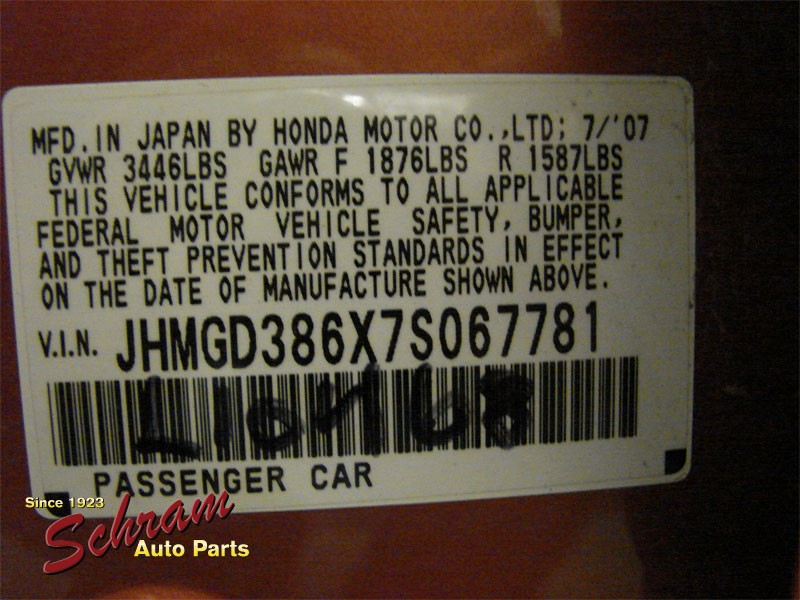 MFD. IN JAPAN BY HONDA MOTOR CO.,LTD; 7/'07
GVWR 3446LBS GAWR F 1876LBS R 1587LBS
THIS VEHICLE CONFORMS TO ALL APPLICABLE
FEDERAL MOTOR VEHICLE SAFETY, BUMPER,
AND THEFT PREVENTION STANDARDS IN EFFECT
ON THE DATE OF MANUFACTURE SHOWN ABOVE.
V.I.N. JHMGD386X7S067781
PASSENGER CAR
Since 1923
Schram
Auto Parts